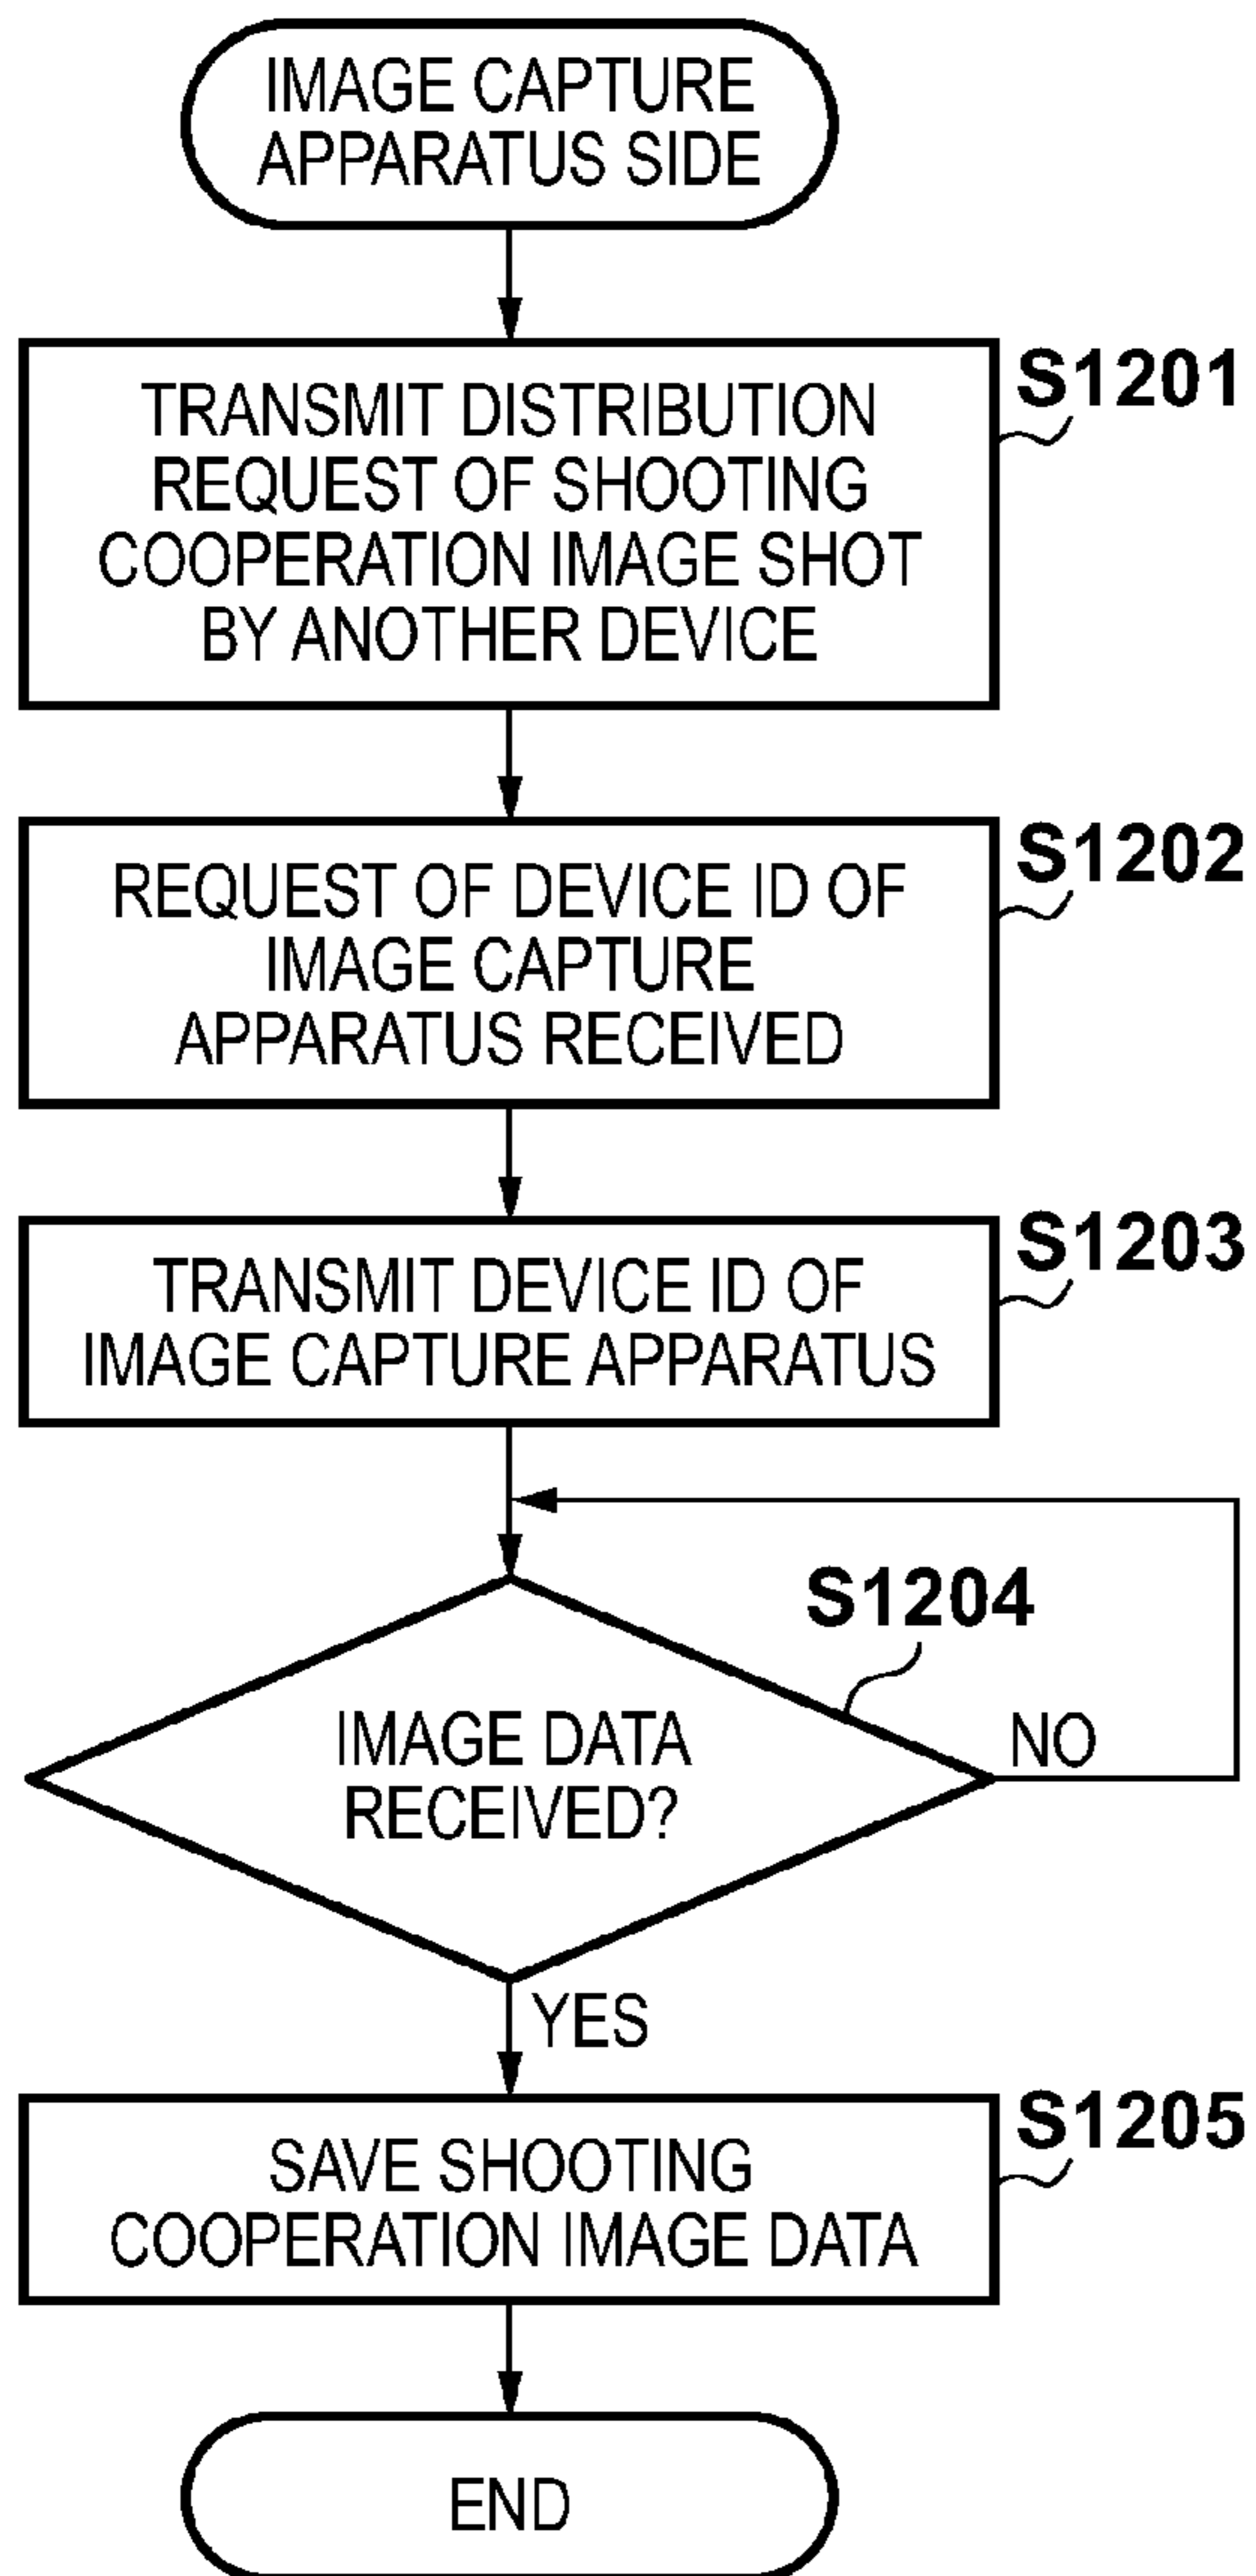 IMAGE CAPTURE
APPARATUS SIDE
TRANSMIT DISTRIBUTION
REQUEST OF SHOOTING
COOPERATION IMAGE SHOT
BY ANOTHER DEVICE
S1201
REQUEST OF DEVICE ID OF
IMAGE CAPTURE
APPARATUS RECEIVED
S1202
TRANSMIT DEVICE ID OF
IMAGE CAPTURE APPARATUS
S1203
IMAGE DATA
RECEIVED?
S1204
NO
YES
SAVE SHOOTING
COOPERATION IMAGE DATA
S1205
END